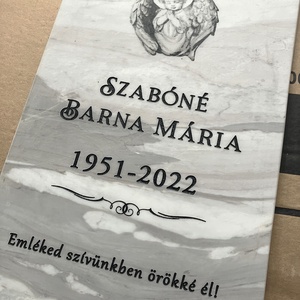 Szabóné
Barna Mária
1951-2022
Emléked szívünkben örökké él!